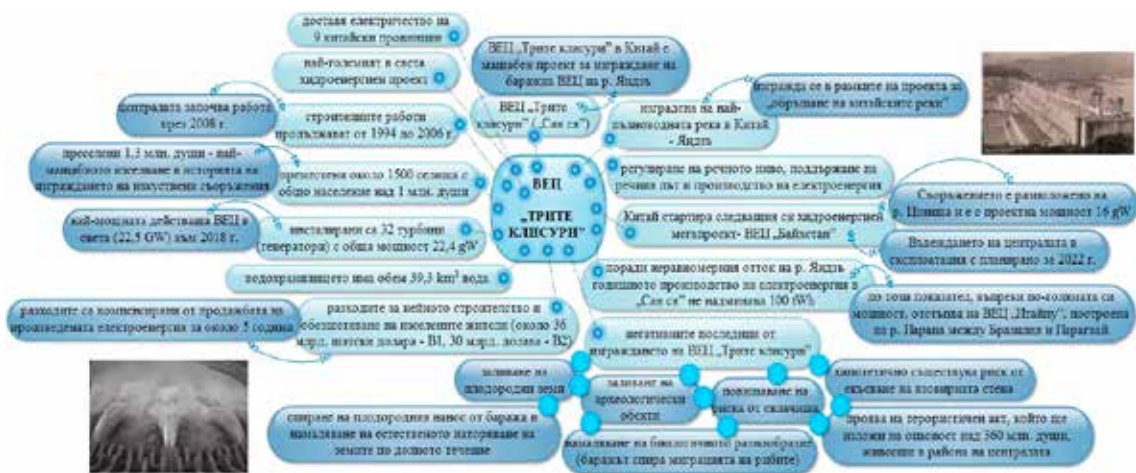 доставя електричество на
9 китайски провинции
най-големият в света
хидроенергиен проект
централата започва работа
през 2008 г.
строителните работи
продължават от 1994 до 2006 г.
преселени 1,3 млн. души - най-
мащабното изселване в историята на
изграждането на изкуствени съоръжения
преместени около 1500 селища с
общо население над 1 млн. души
най-мощната действаща ВЕЦ в
света (22,5 GW) към 2018 г.
инсталирани са 32 турбини
(генератори) с обща мощност 22,4 gW
водохранилището има обем 39,3 km³ вода
разходите са компенсирани от продажбата на
произведената електроенергия за около 5 години
разходите за нейното строителство и
обезщетяване на населените жители (около 36
млрд. щатски долара - В1, 30 млрд. долара - В2)
ВЕЦ „Трите клисури" в Китай е
мащабен проект за изграждане на
баражна ВЕЦ на р. Яндзъ
ВЕЦ „Трите
клисури" („Сан ся")
изградена на най-
пълноводната река в Китай
- Яндзъ
изгражда се в рамките на проекта за
„обръщане на китайските реки"
ВЕЦ
„ТРИТЕ
КЛИСУРИ"
регулиране на речното ниво, поддържане на
речния път и производство на електроенергия
Китай стартира следващия си хидроенергиен
мегапроект- ВЕЦ „Байхетан"
Съоръжението е разположено на
р. Цзинша и е с проектна мощност 16 gW
Въвеждането на централата в
експлоатация е планирано за 2022 г.
поради неравномерния отток на р. Яндзъ
годишното производство на електроенергия в
„Сан ся" не надминава 100 tWh
по този показател, въпреки по-голямата си
мощност, отстъпва на ВЕЦ „Итайпу", построена
на р. Парана между Бразилия и Парагвай
негативните последици от
изграждането на ВЕЦ „Трите клисури"
заливане на
плодородни земи
заливане на
археологически
обекти
повишаване на
риска от свлачища
хипотетично съществува риск от
скъсване на язовирната стена
спиране на плодородния нанос от баража и
намаляване на естественото наторяване на
земите по долното течение
намаляване на биологичното разнообразие
(баражът спира миграцията на рибите)
проява на терористичен акт, който ще
изложи на опасност над 360 млн. души,
живеещи в района на централата